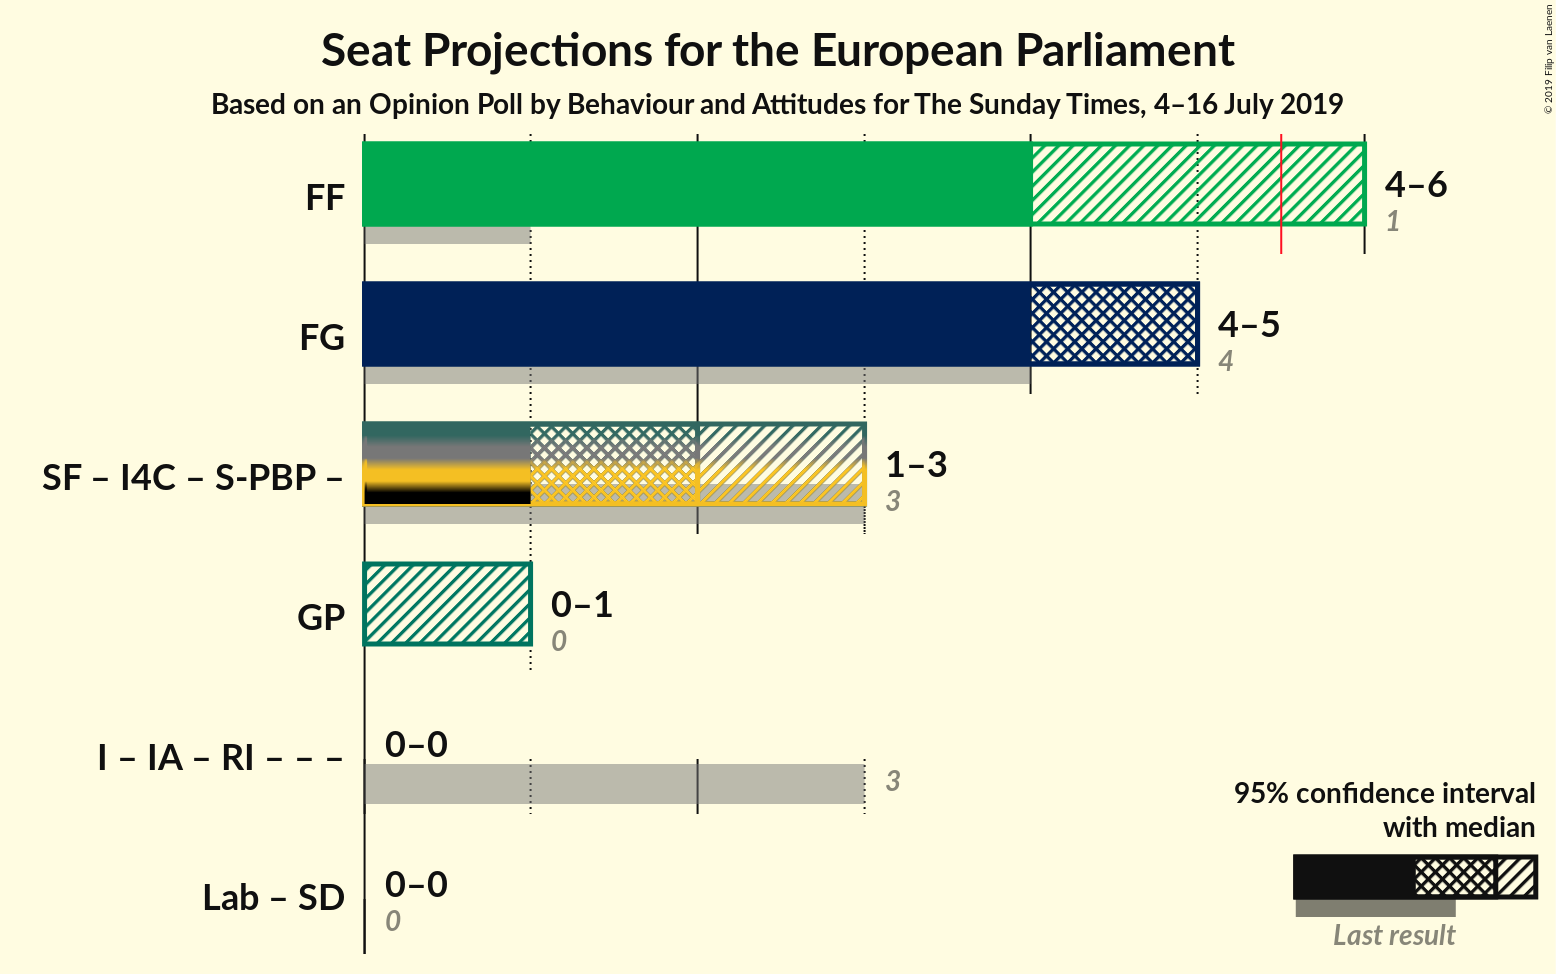 Seat Projections for the European Parliament
Based on an Opinion Poll by Behaviour and Attitudes for The Sunday Times, 4–16 July 2019
© 2019 Filip van Laenen
FF
4–6
1
FG
4–5
4
SF – I4C – S-PBP –
1–3
3
GP
0–1
0
I – IA – RI – – –
0–0
3
Lab – SD
0–0
0
95% confidence interval
with median
Last result